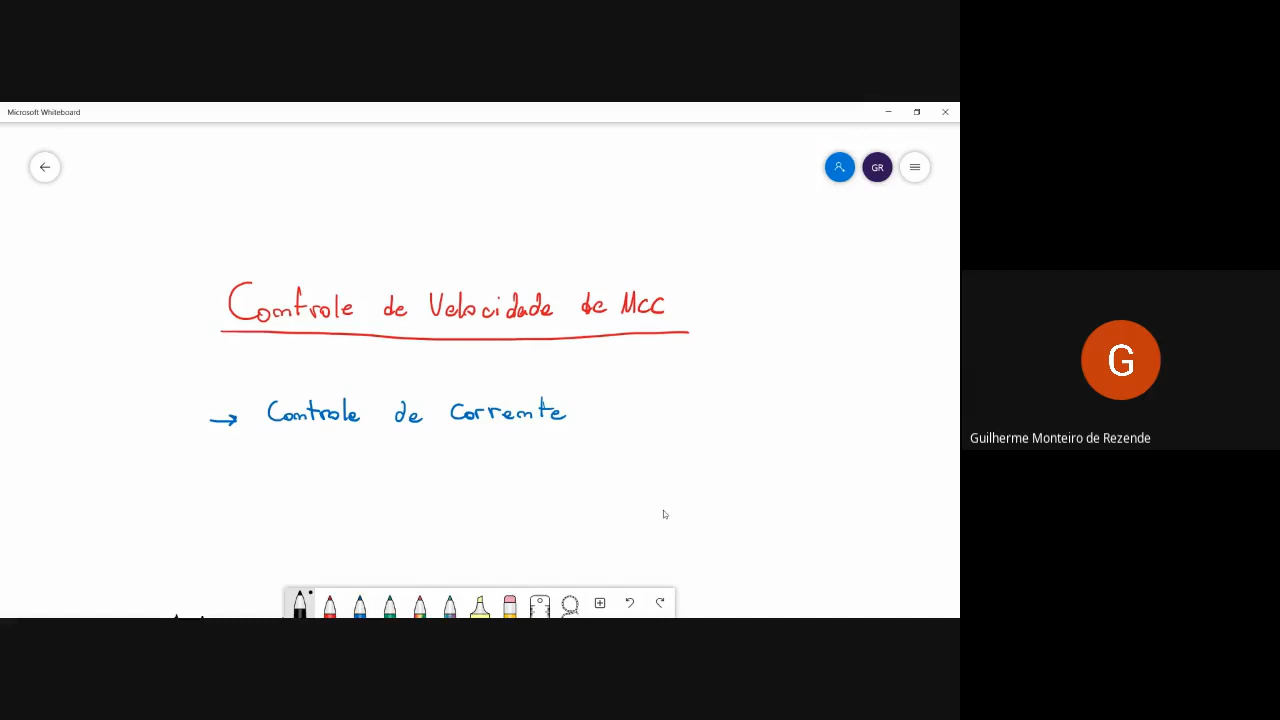 Microsoft Whiteboard
GR
Controle de Velocidade de MCC
→ Controle de Corrente
G
Guilherme Monteiro de Rezende